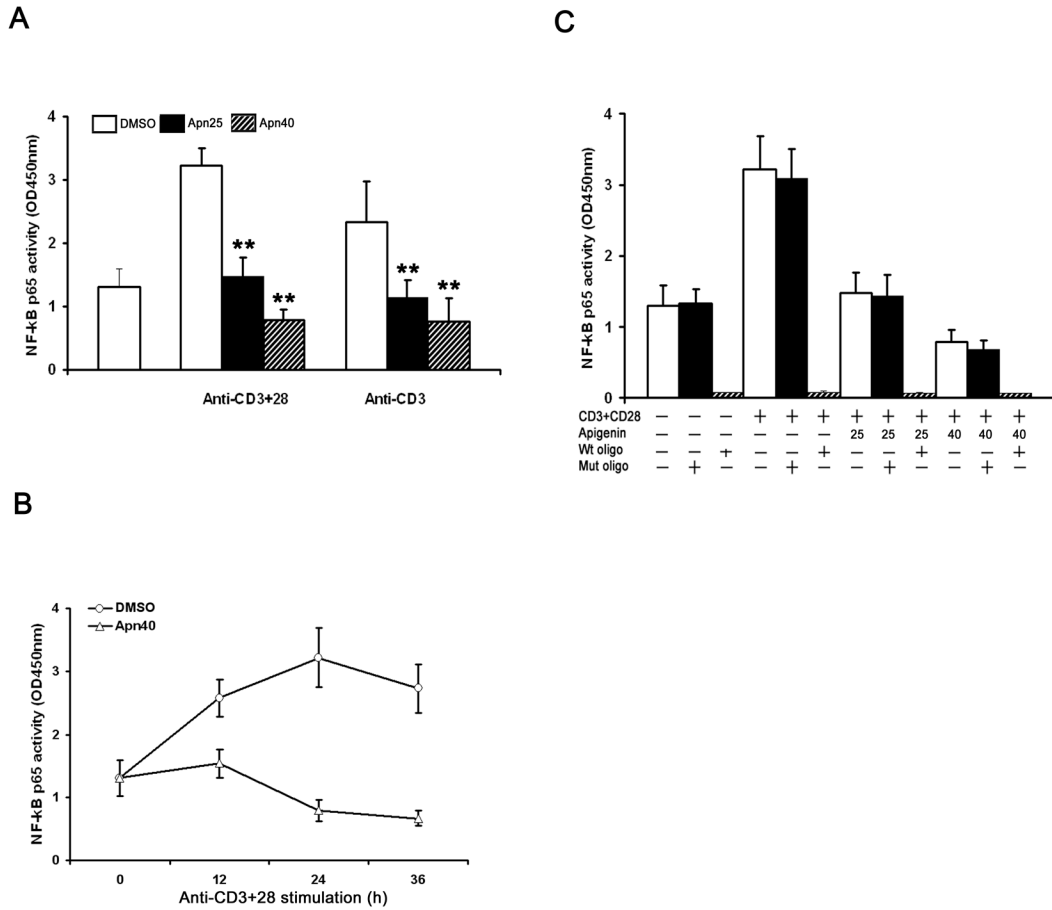 A
NF-kB p65 activity (OD450nm)
4
3
2
1
0
DMSO Apn25 Apn40
**
**
**
**
Anti-CD3+28 Anti-CD3
C
NF-kB p65 activity (OD450nm)
4
3
2
1
0
CD3+CD28 − − − + + + + + + + + +
Apigenin − − − − − − 25 25 25 40 40 40
Wt oligo − − + − − + − − + − − +
Mut oligo − + − − + − − + − − + −
B
NF-kB p65 activity (OD450nm)
4
3
2
1
0
DMSO
Apn40
0 12 24 36
Anti-CD3+28 stimulation (h)